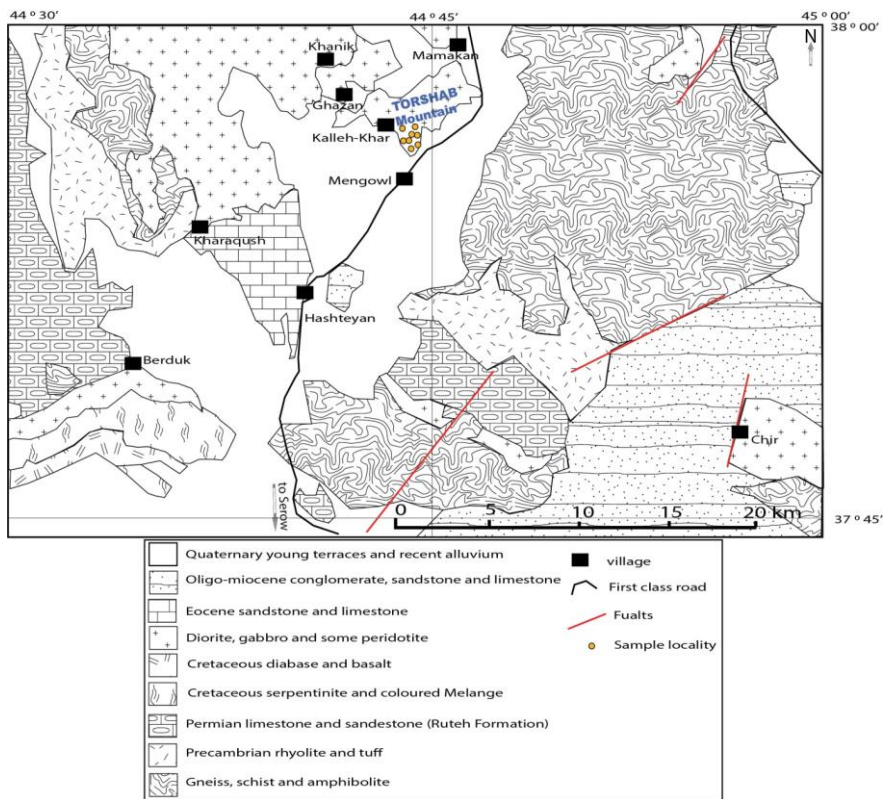 44 º 30′
44 º 45′
45 º 00′
38 º 00′
N
Khanik
Mamakan
Ghazan
TORSHAB
Mountain
Kalleh-Khar
Mengowl
Kharaqush
Hashteyan
Berduk
Chir
to Serow
0 5 10 15 20 km
37 º 45′
Quaternary young terraces and recent alluvium
Oligo-miocene conglomerate, sandstone and limestone
Eocene sandstone and limestone
Diorite, gabbro and some peridotite
Cretaceous diabase and basalt
Cretaceous serpentinite and coloured Melange
Permian limestone and sandestone (Ruteh Formation)
Precambrian rhyolite and tuff
Gneiss, schist and amphibolite
village
First class road
Fualts
Sample locality